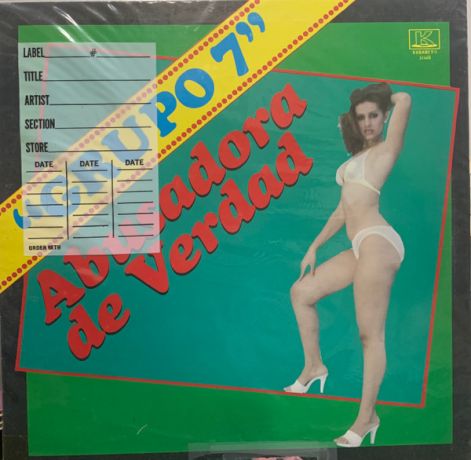 LABEL #
TITLE
ARTIST
SECTION
STORE
DATE DATE DATE
ORDER WITH
"GRUPO 7"
Abusadora
de Verdad
K